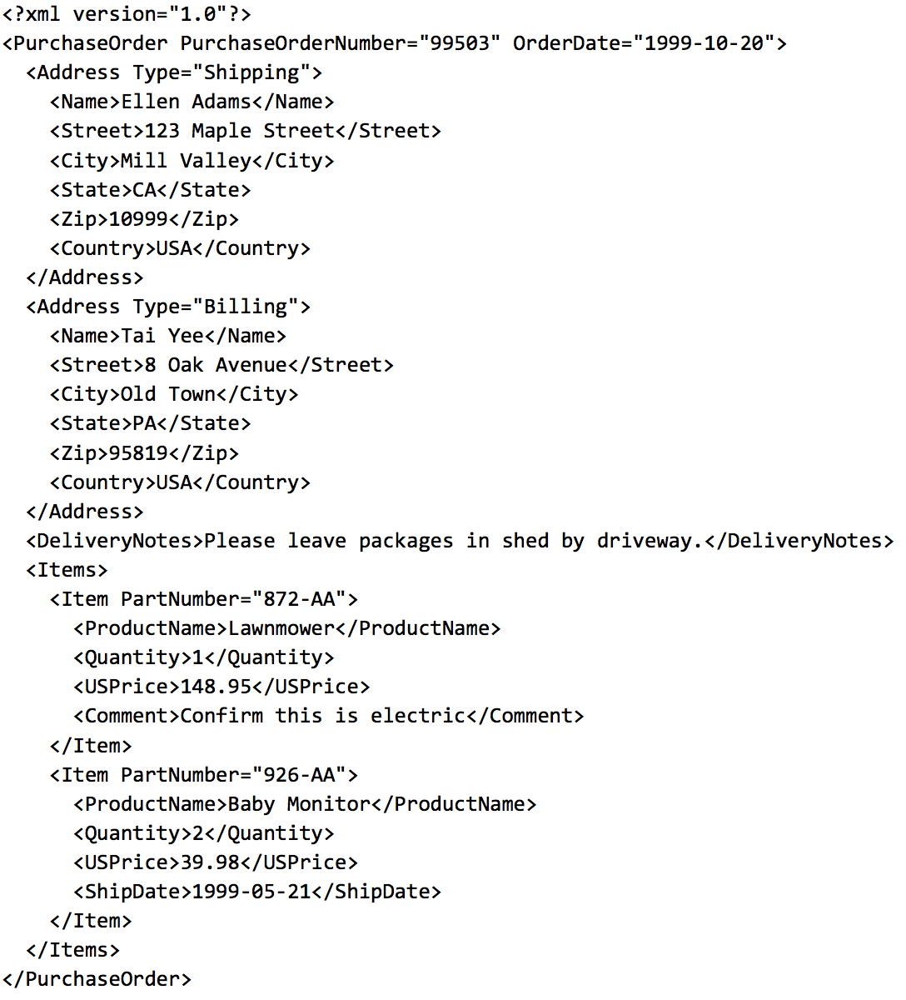 <?xml version="1.0"?>
<PurchaseOrder PurchaseOrderNumber="99503" OrderDate="1999-10-20">
  <Address Type="Shipping">
    <Name>Ellen Adams</Name>
    <Street>123 Maple Street</Street>
    <City>Mill Valley</City>
    <State>CA</State>
    <Zip>10999</Zip>
    <Country>USA</Country>
  </Address>
  <Address Type="Billing">
    <Name>Tai Yee</Name>
    <Street>8 Oak Avenue</Street>
    <City>Old Town</City>
    <State>PA</State>
    <Zip>95819</Zip>
    <Country>USA</Country>
  </Address>
  <DeliveryNotes>Please leave packages in shed by driveway.</DeliveryNotes>
  <Items>
    <Item PartNumber="872-AA">
      <ProductName>Lawnmower</ProductName>
      <Quantity>1</Quantity>
      <USPrice>148.95</USPrice>
      <Comment>Confirm this is electric</Comment>
    </Item>
    <Item PartNumber="926-AA">
      <ProductName>Baby Monitor</ProductName>
      <Quantity>2</Quantity>
      <USPrice>39.98</USPrice>
      <ShipDate>1999-05-21</ShipDate>
    </Item>
  </Items>
</PurchaseOrder>